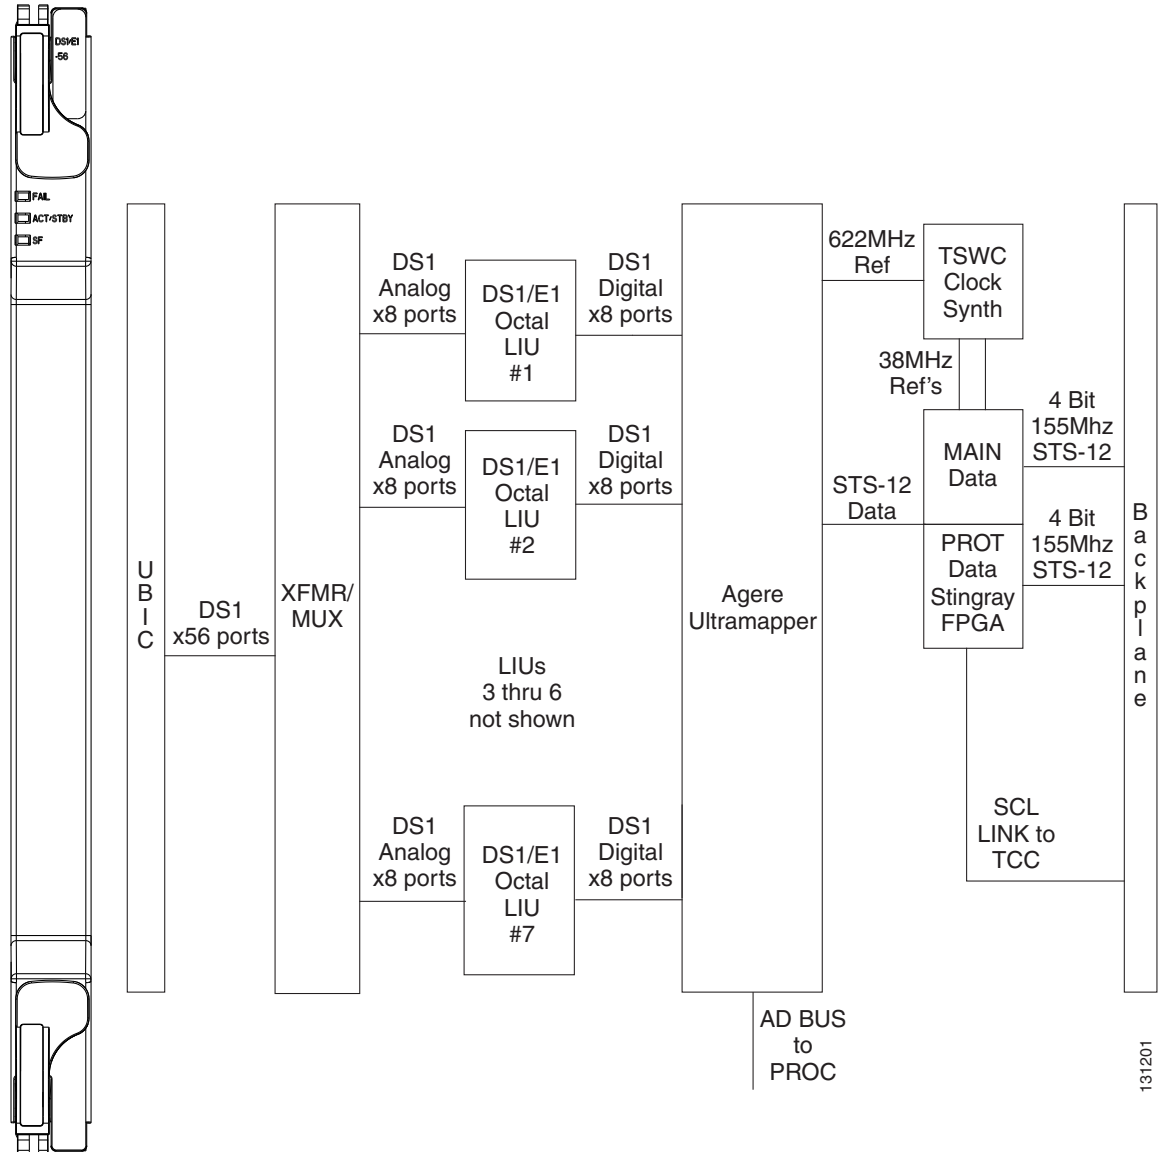 DS1/E1
-56
FAIL
ACT/STBY
SF
UBIC
DS1
x56 ports
XFMR/
MUX
DS1
Analog
x8 ports
DS1/E1
Octal
LIU
#1
DS1
Digital
x8 ports
DS1
Analog
x8 ports
DS1/E1
Octal
LIU
#2
DS1
Digital
x8 ports
LIUs
3 thru 6
not shown
DS1
Analog
x8 ports
DS1/E1
Octal
LIU
#7
DS1
Digital
x8 ports
Agere
Ultramapper
AD BUS
to
PROC
622MHz
Ref
TSWC
Clock
Synth
38MHz
Ref's
STS-12
Data
MAIN
Data
PROT
Data
Stingray
FPGA
4 Bit
155Mhz
STS-12
4 Bit
155Mhz
STS-12
SCL
LINK to
TCC
Backplane
131201